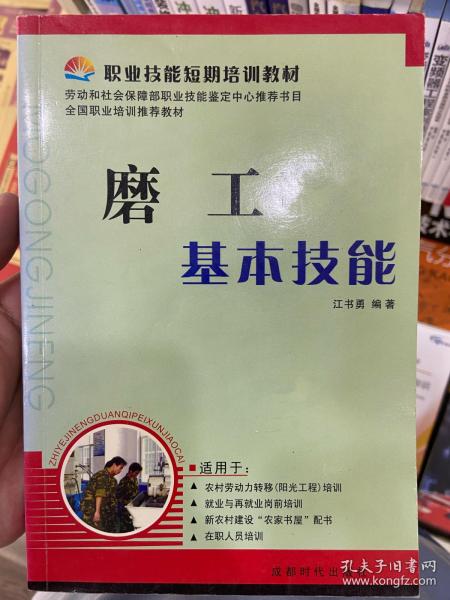 职业技能短期培训教材
劳动和社会保障部职业技能鉴定中心推荐书目
全国职业培训推荐教材
磨 工
基本技能
江书勇 编著
MOGONGJINENG
ZHIYEJINENGDUANQIPEIXUNJIAOCAI
适用于:
▲ 农村劳动力转移(阳光工程)培训
▲ 就业与再就业岗前培训
▲ 新农村建设“农家书屋”配书
▲ 在职人员培训
成都时代出
孔夫子旧书网
kongfz.com
变频器
技术